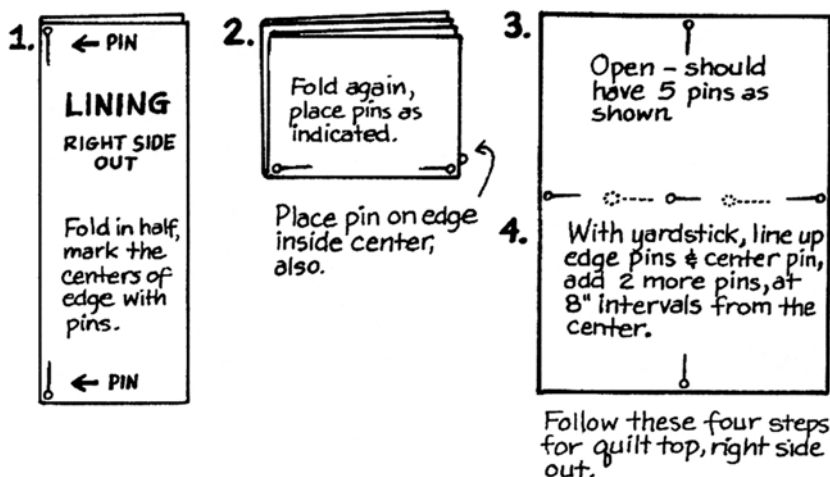 1.
← PIN
LINING
RIGHT SIDE
OUT
Fold in half,
mark the
centers of
edge with
pins.
← PIN
2.
Fold again,
place pins as
indicated.
Place pin on edge
inside center,
also.
3.
Open - should
have 5 pins as
shown
4.
With yardstick, line up
edge pins & center pin,
add 2 more pins, at
8" intervals from the
center.
Follow these four steps
for quilt top, right side
out.